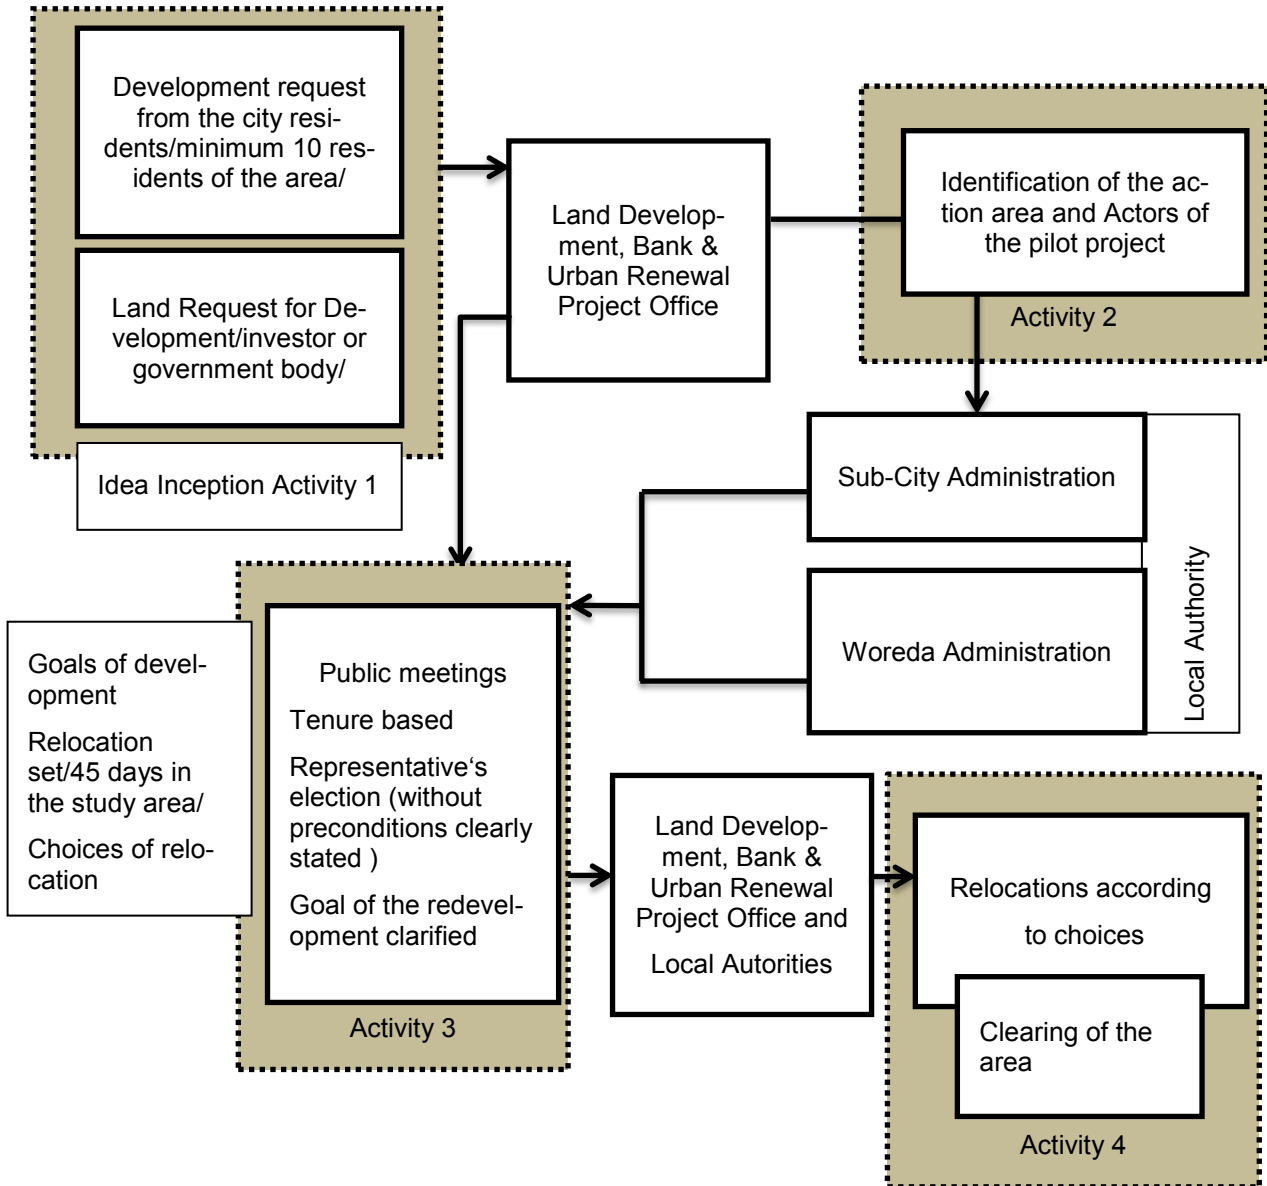 Development request
from the city resi-
dents/minimum 10 res-
idents of the area/
Land Request for De-
velopment/investor or
government body/
Idea Inception Activity 1
Land Develop-
ment, Bank &
Urban Renewal
Project Office
Identification of the ac-
tion area and Actors of
the pilot project
Activity 2
Sub-City Administration
Woreda Administration
Local Authority
Goals of devel-
opment
Relocation
set/45 days in
the study area/
Choices of relo-
cation
Public meetings
Tenure based
Representative‘s
election (without
preconditions clearly
stated )
Goal of the redevel-
opment clarified
Activity 3
Land Develop-
ment, Bank &
Urban Renewal
Project Office and
Local Autorities
Relocations according
to choices
Clearing of the
area
Activity 4